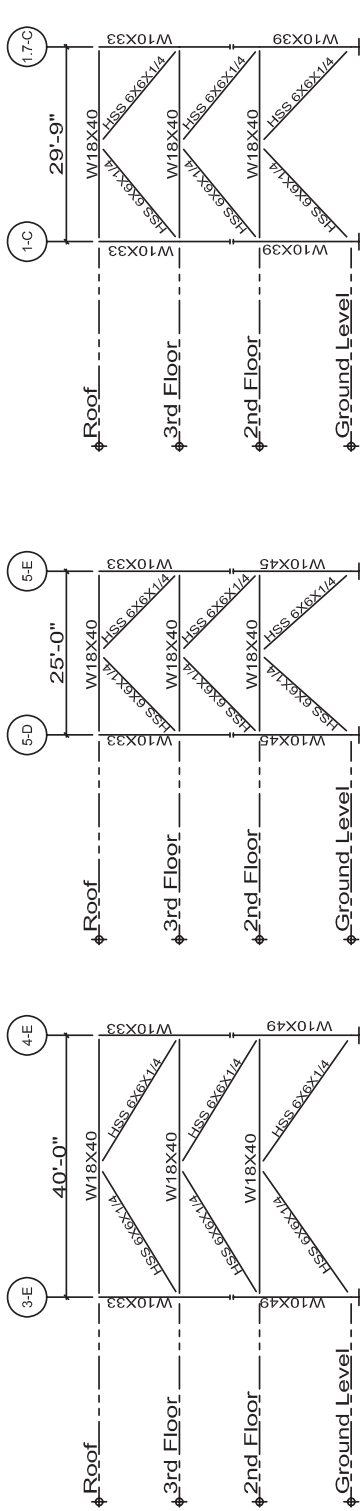 1-C
1.7-C
29'-9"
Roof
W18X40
W10X33
W10X33
HSS 6X6X1/4
HSS 6X6X1/4
3rd Floor
W18X40
HSS 6X6X1/4
HSS 6X6X1/4
2nd Floor
W18X40
W10X39
W10X39
HSS 6X6X1/4
HSS 6X6X1/4
Ground Level
5-D
5-E
25'-0"
Roof
W18X40
W10X33
W10X33
HSS 6X6X1/4
HSS 6X6X1/4
3rd Floor
W18X40
HSS 6X6X1/4
HSS 6X6X1/4
2nd Floor
W18X40
W10X45
W10X45
HSS 6X6X1/4
HSS 6X6X1/4
Ground Level
3-E
4-E
40'-0"
Roof
W18X40
W10X33
W10X33
HSS 6X6X1/4
HSS 6X6X1/4
3rd Floor
W18X40
HSS 6X6X1/4
HSS 6X6X1/4
2nd Floor
W18X40
W10X49
W10X49
HSS 6X6X1/4
HSS 6X6X1/4
Ground Level